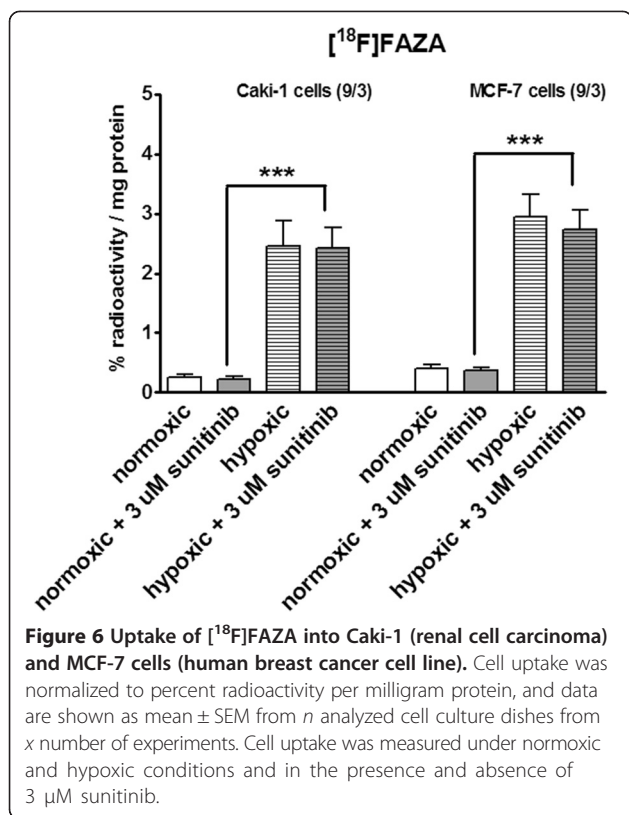 [¹⁸F]FAZA
Caki-1 cells (9/3) MCF-7 cells (9/3)
*** ***
% radioactivity / mg protein
5
4
3
2
1
0
normoxic
normoxic + 3 uM sunitinib
hypoxic
hypoxic + 3 uM sunitinib
normoxic
normoxic + 3 uM sunitinib
hypoxic
hypoxic + 3 uM sunitinib
Figure 6 Uptake of [¹⁸F]FAZA into Caki-1 (renal cell carcinoma)
and MCF-7 cells (human breast cancer cell line). Cell uptake was
normalized to percent radioactivity per milligram protein, and data
are shown as mean ± SEM from n analyzed cell culture dishes from
x number of experiments. Cell uptake was measured under normoxic
and hypoxic conditions and in the presence and absence of
3 μM sunitinib.